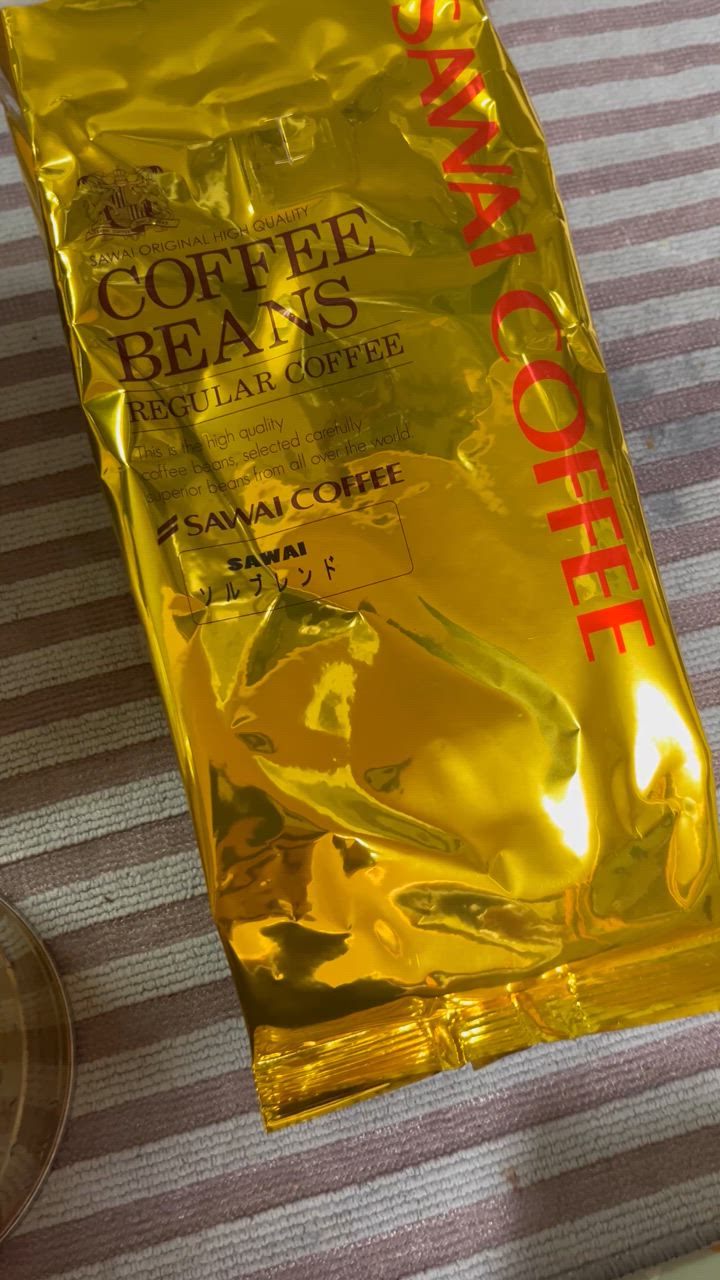 SAWAI COFFEE
SAWAI ORIGINAL HIGH QUALITY
COFFEE
BEANS
REGULAR COFFEE
This is the high quality
coffee beans, selected carefully
superior beans from all over the world.
SAWAI COFFEE
SAWAI
ソルブレンド